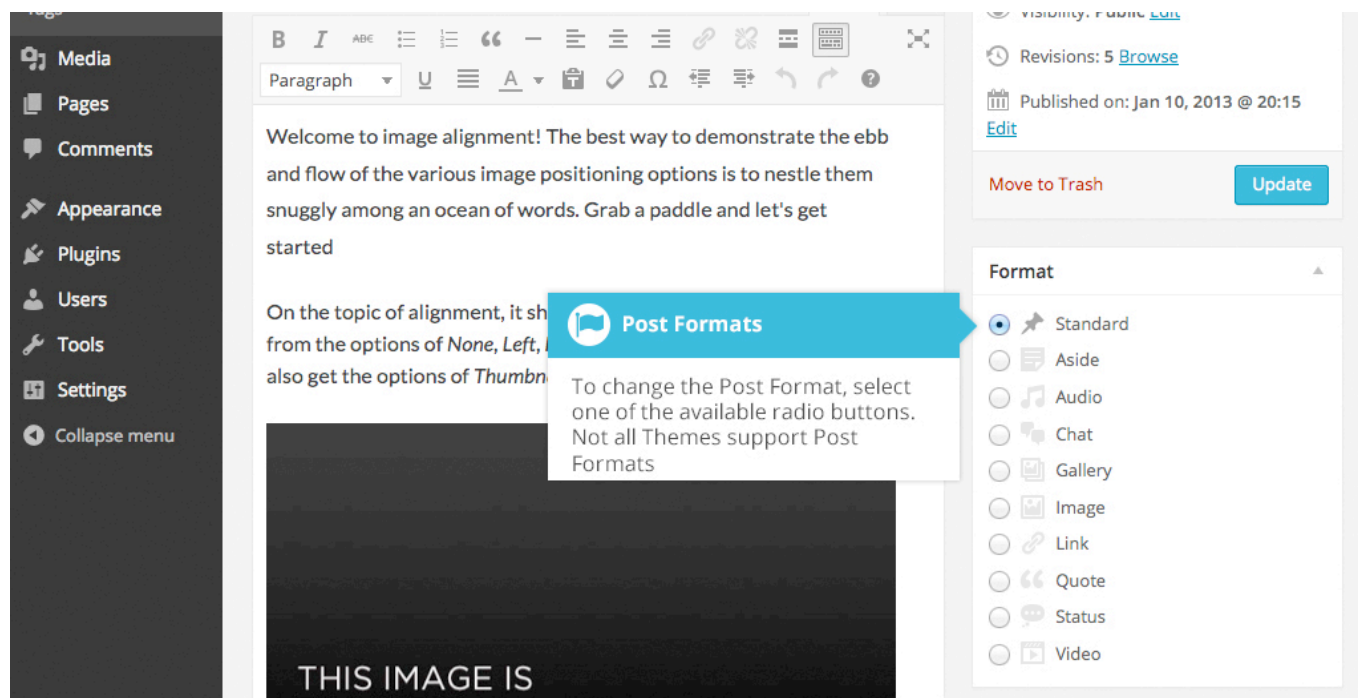 Tags
Media
Pages
Comments
Appearance
Plugins
Users
Tools
Settings
Collapse menu
B I ABC
Paragraph U A Ω
Welcome to image alignment! The best way to demonstrate the ebb
and flow of the various image positioning options is to nestle them
snuggly among an ocean of words. Grab a paddle and let's get
started
On the topic of alignment, it sh
from the options of None, Left,
also get the options of Thumbn
THIS IMAGE IS
Post Formats
To change the Post Format, select
one of the available radio buttons.
Not all Themes support Post
Formats
Visibility: Public Edit
Revisions: 5 Browse
Published on: Jan 10, 2013 @ 20:15
Edit
Move to Trash
Update
Format
Standard
Aside
Audio
Chat
Gallery
Image
Link
Quote
Status
Video